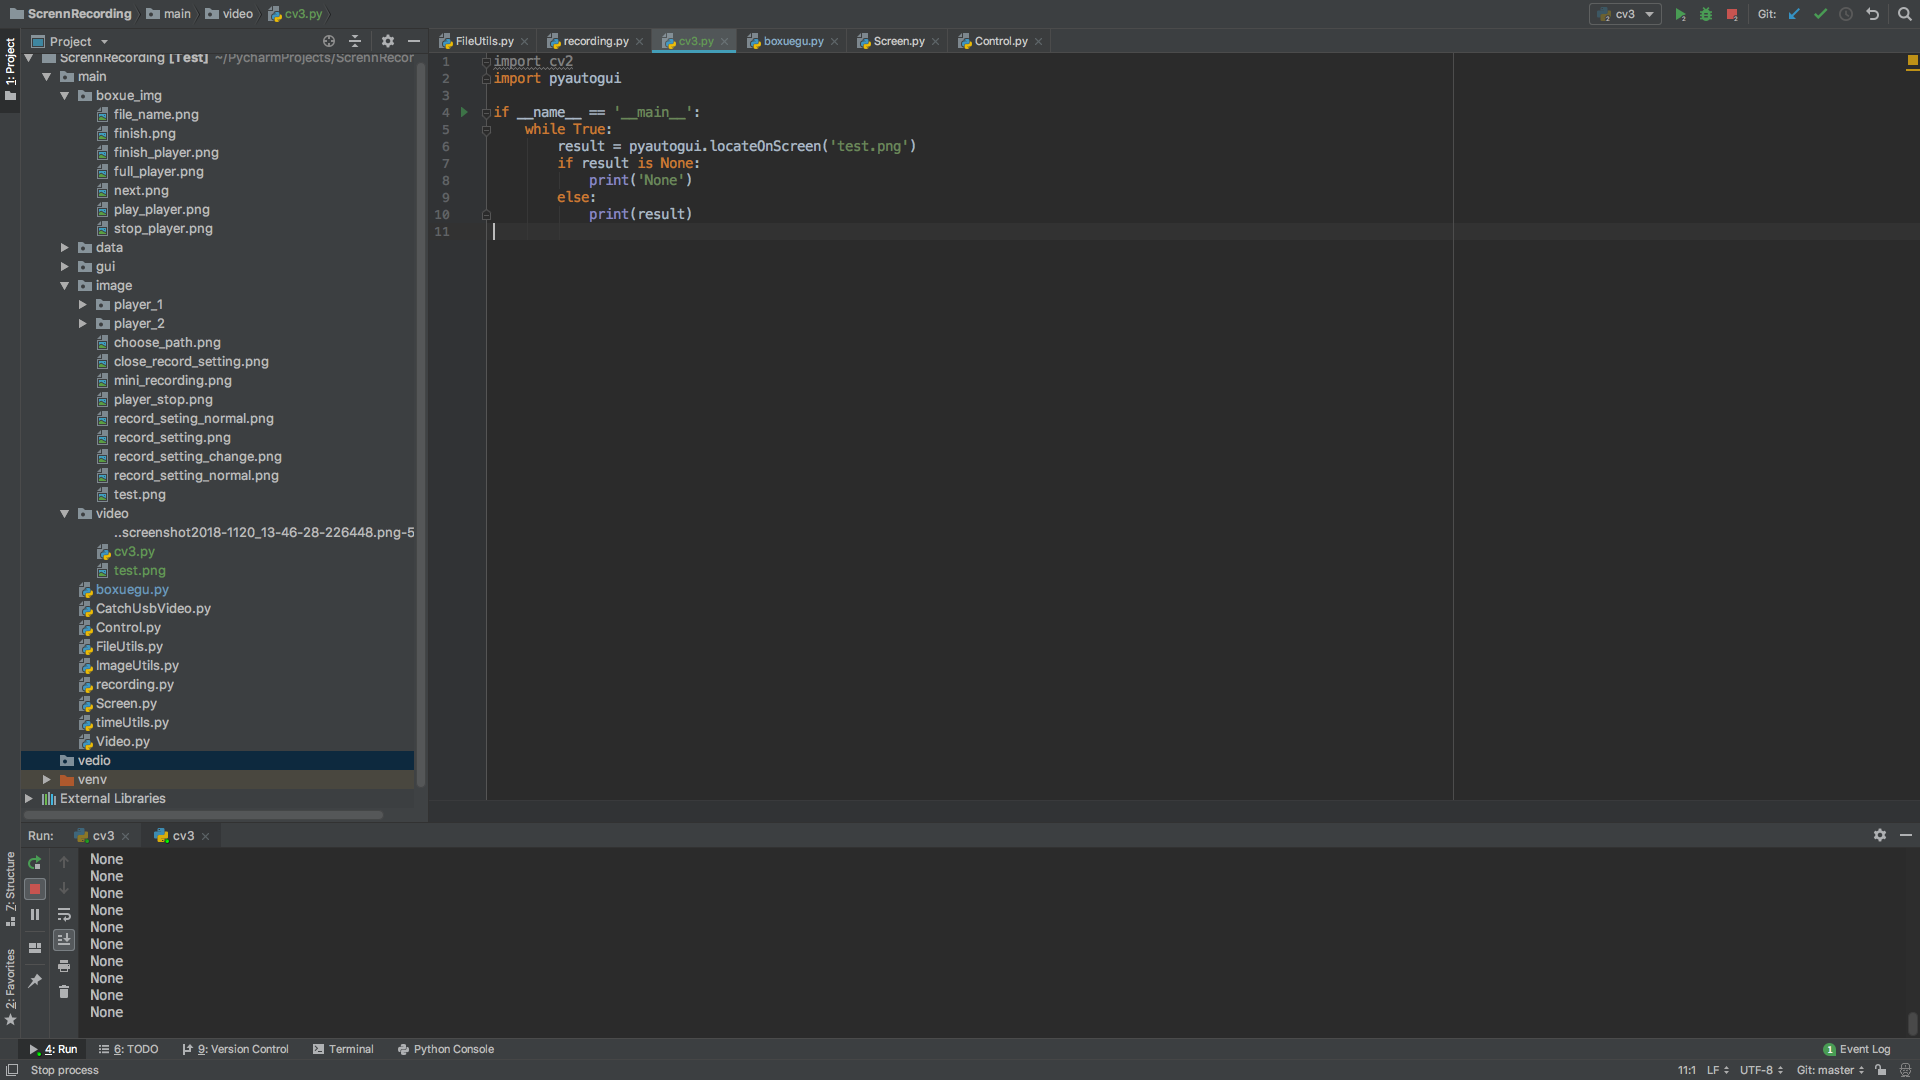 ScrennRecording main video cv3.py
cv3 Git:
Project
FileUtils.py recording.py cv3.py boxuegu.py Screen.py Control.py
1: Project
ScrennRecording [Test] ~/PycharmProjects/ScrennRecor
main
boxue_img
file_name.png
finish.png
finish_player.png
full_player.png
next.png
play_player.png
stop_player.png
data
gui
image
player_1
player_2
choose_path.png
close_record_setting.png
mini_recording.png
player_stop.png
record_seting_normal.png
record_setting.png
record_setting_change.png
record_setting_normal.png
test.png
video
..screenshot2018-1120_13-46-28-226448.png-5
cv3.py
test.png
boxuegu.py
CatchUsbVideo.py
Control.py
FileUtils.py
ImageUtils.py
recording.py
Screen.py
timeUtils.py
Video.py
vedio
venv
External Libraries
1 import cv2
2 import pyautogui
3
4 if __name__ == '__main__':
5 while True:
6 result = pyautogui.locateOnScreen('test.png')
7 if result is None:
8 print('None')
9 else:
10 print(result)
11
Run: cv3 cv3
None
None
None
None
None
None
None
None
None
None
Z: Structure
2: Favorites
4: Run 6: TODO 9: Version Control Terminal Python Console
1 Event Log
Stop process
11:1 LF UTF-8 Git: master